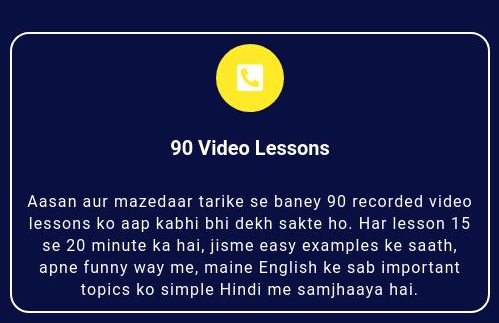 90 Video Lessons
Aasan aur mazedaar tarike se baney 90 recorded video
lessons ko aap kabhi bhi dekh sakte ho. Har lesson 15
se 20 minute ka hai, jisme easy examples ke saath,
apne funny way me, maine English ke sab important
topics ko simple Hindi me samjhaaya hai.